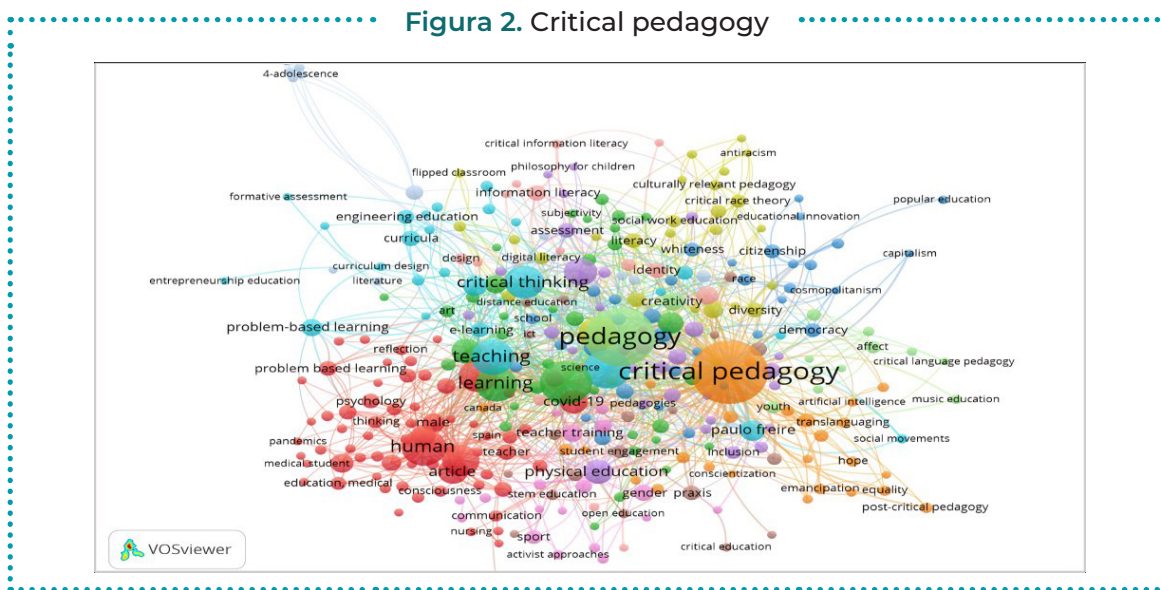 Figura 2. Critical pedagogy
4-adolescence
critical information literacy
antiracism
philosophy for children
flipped classroom
culturally relevant pedagogy
formative assessment
information literacy
critical race theory
popular education
engineering education
subjectivity
social work education
educational innovation
assessment
curricula
literacy
whiteness
citizenship
capitalism
design
digital literacy
curriculum design
identity
entrepreneurship education
literature
critical thinking
race
cosmopolitanism
distance education
creativity
art
school
diversity
problem-based learning
e-learning
ict
pedagogy
democracy
reflection
teaching
affect
problem based learning
science
critical pedagogy
critical language pedagogy
learning
psychology
canada
covid-19
pedagogies
youth
artificial intelligence
music education
thinking
male
translanguaging
pandemics
human
spain
teacher training
paulo freire
social movements
teacher
student engagement
inclusion
medical student
article
physical education
conscientization
hope
education, medical
consciousness
stem education
gender
praxis
emancipation
equality
communication
open education
post-critical pedagogy
nursing
sport
activist approaches
critical education
VOSviewer